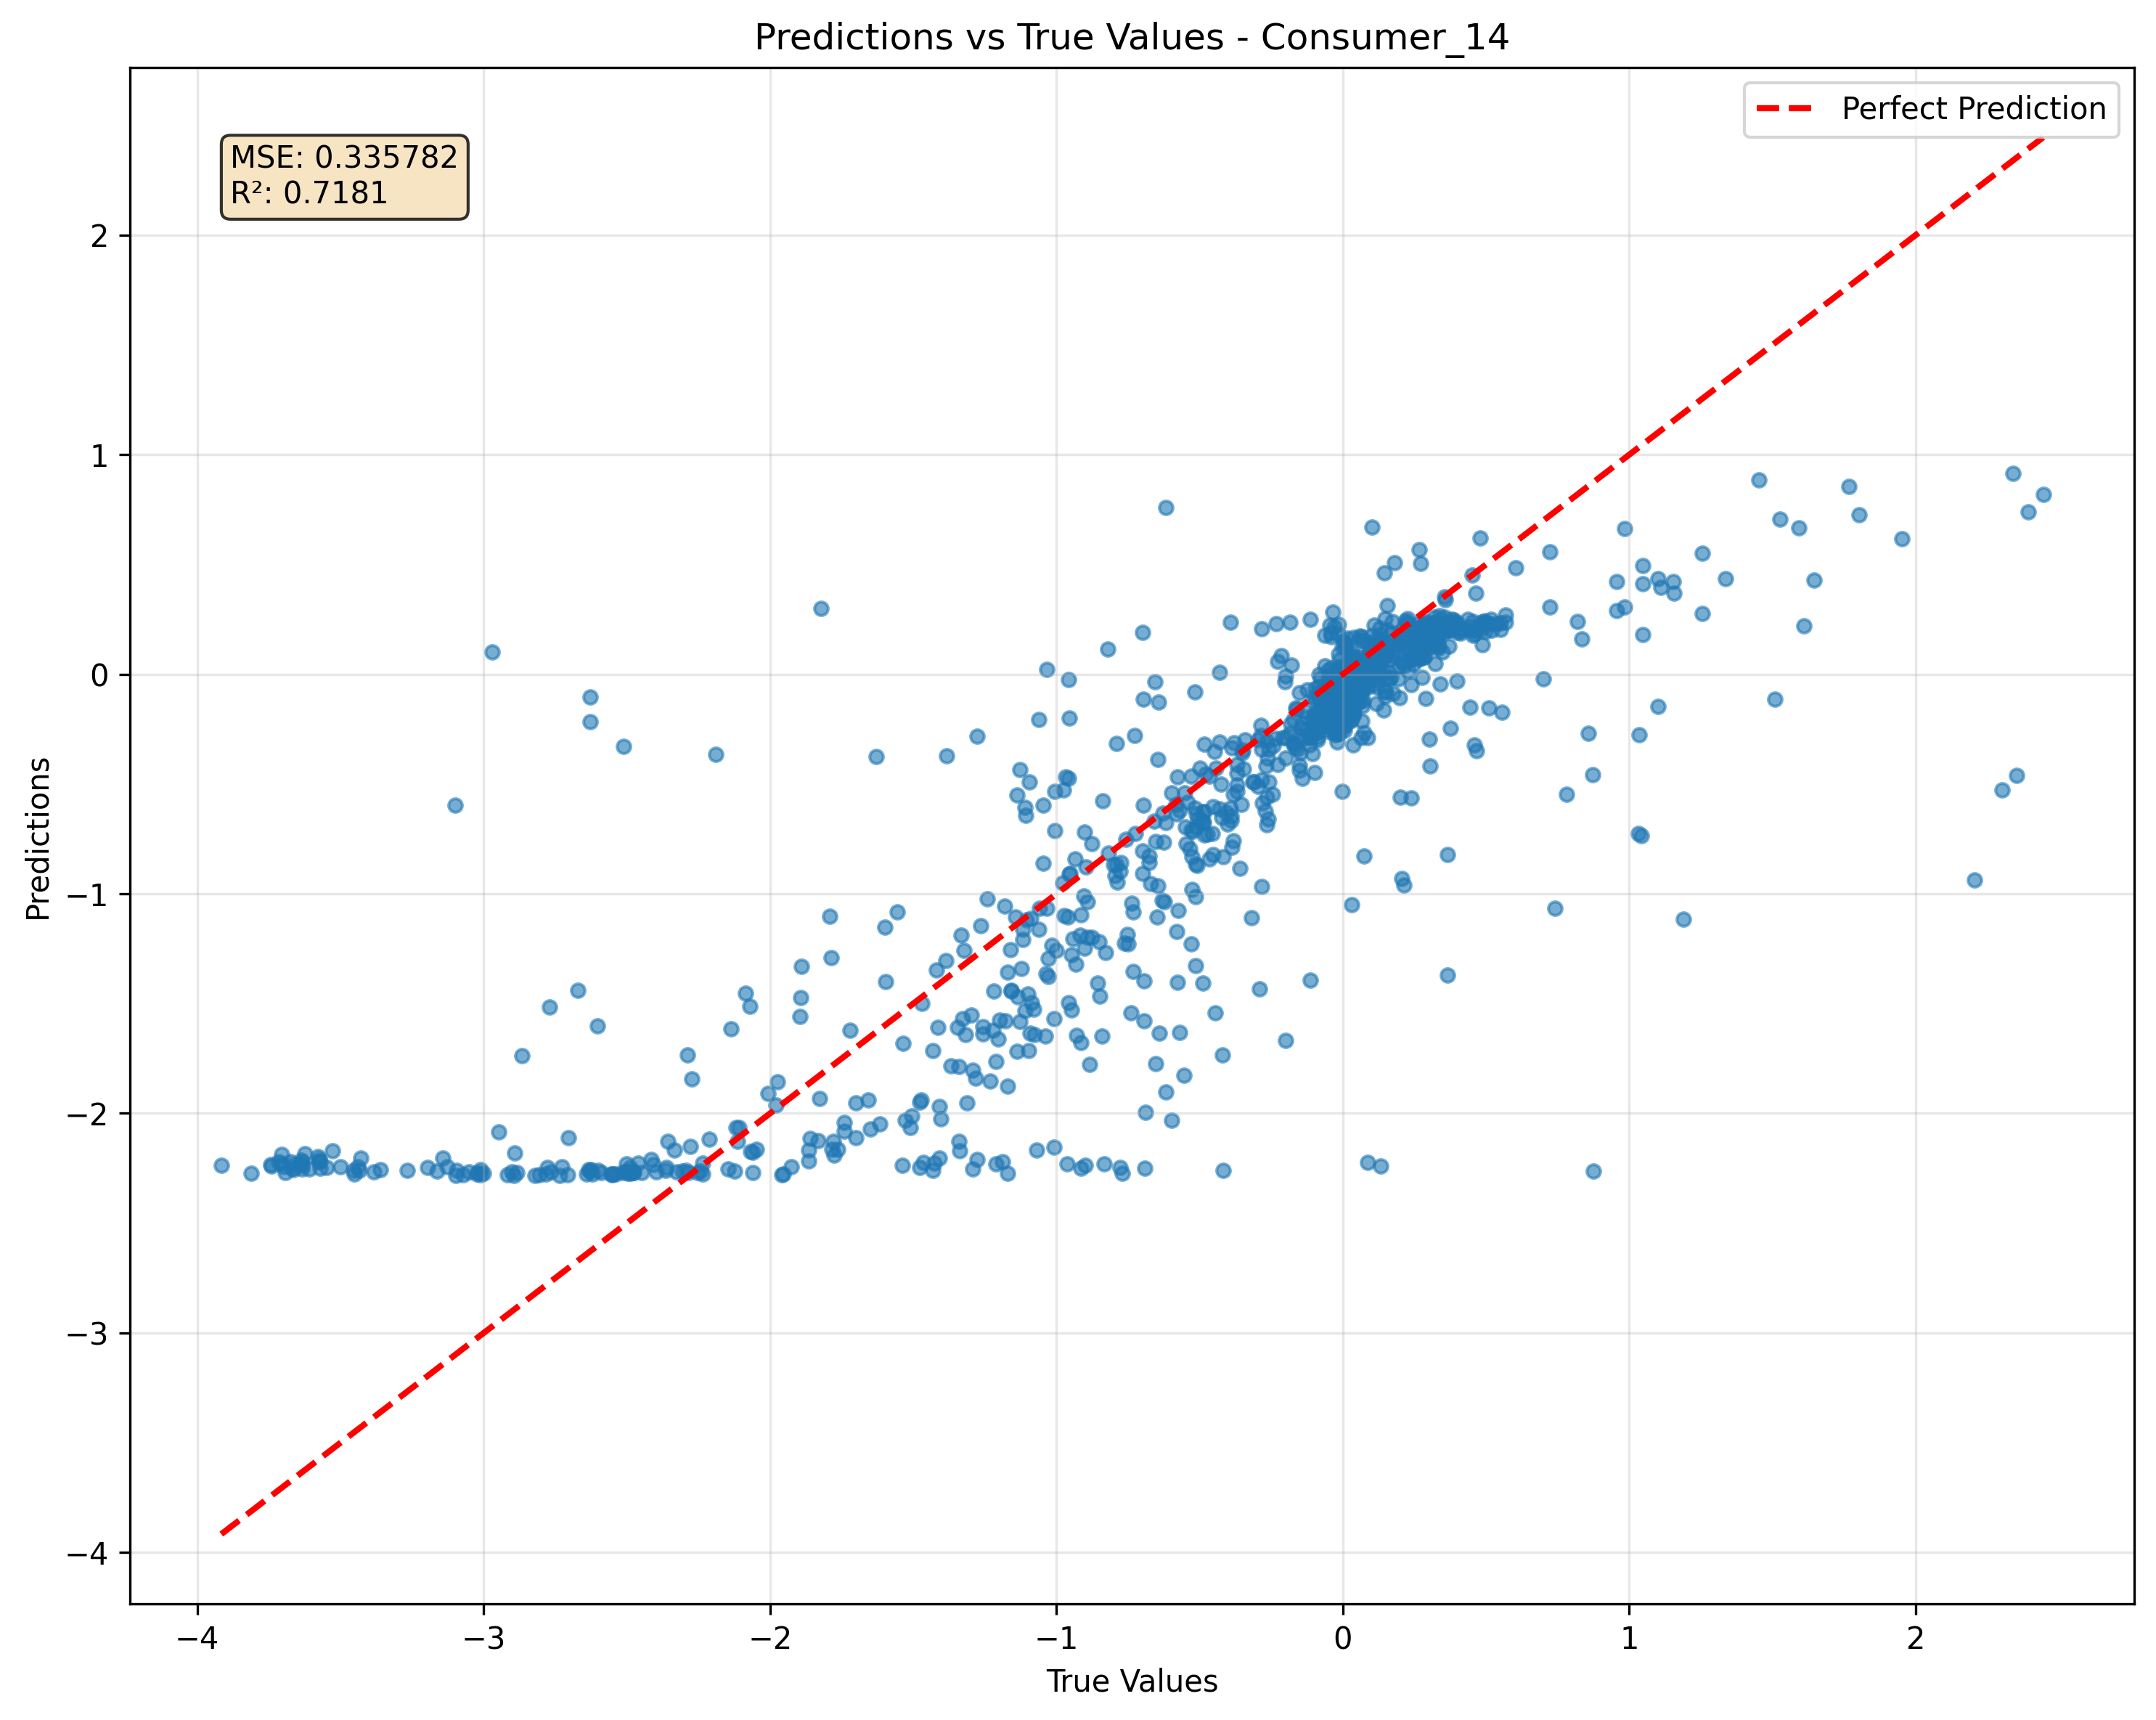 Predictions vs True Values - Consumer_14
Perfect Prediction
MSE: 0.335782
R²: 0.7181
2
1
0
−1
−2
−3
−4
Predictions
−4 −3 −2 −1 0 1 2
True Values